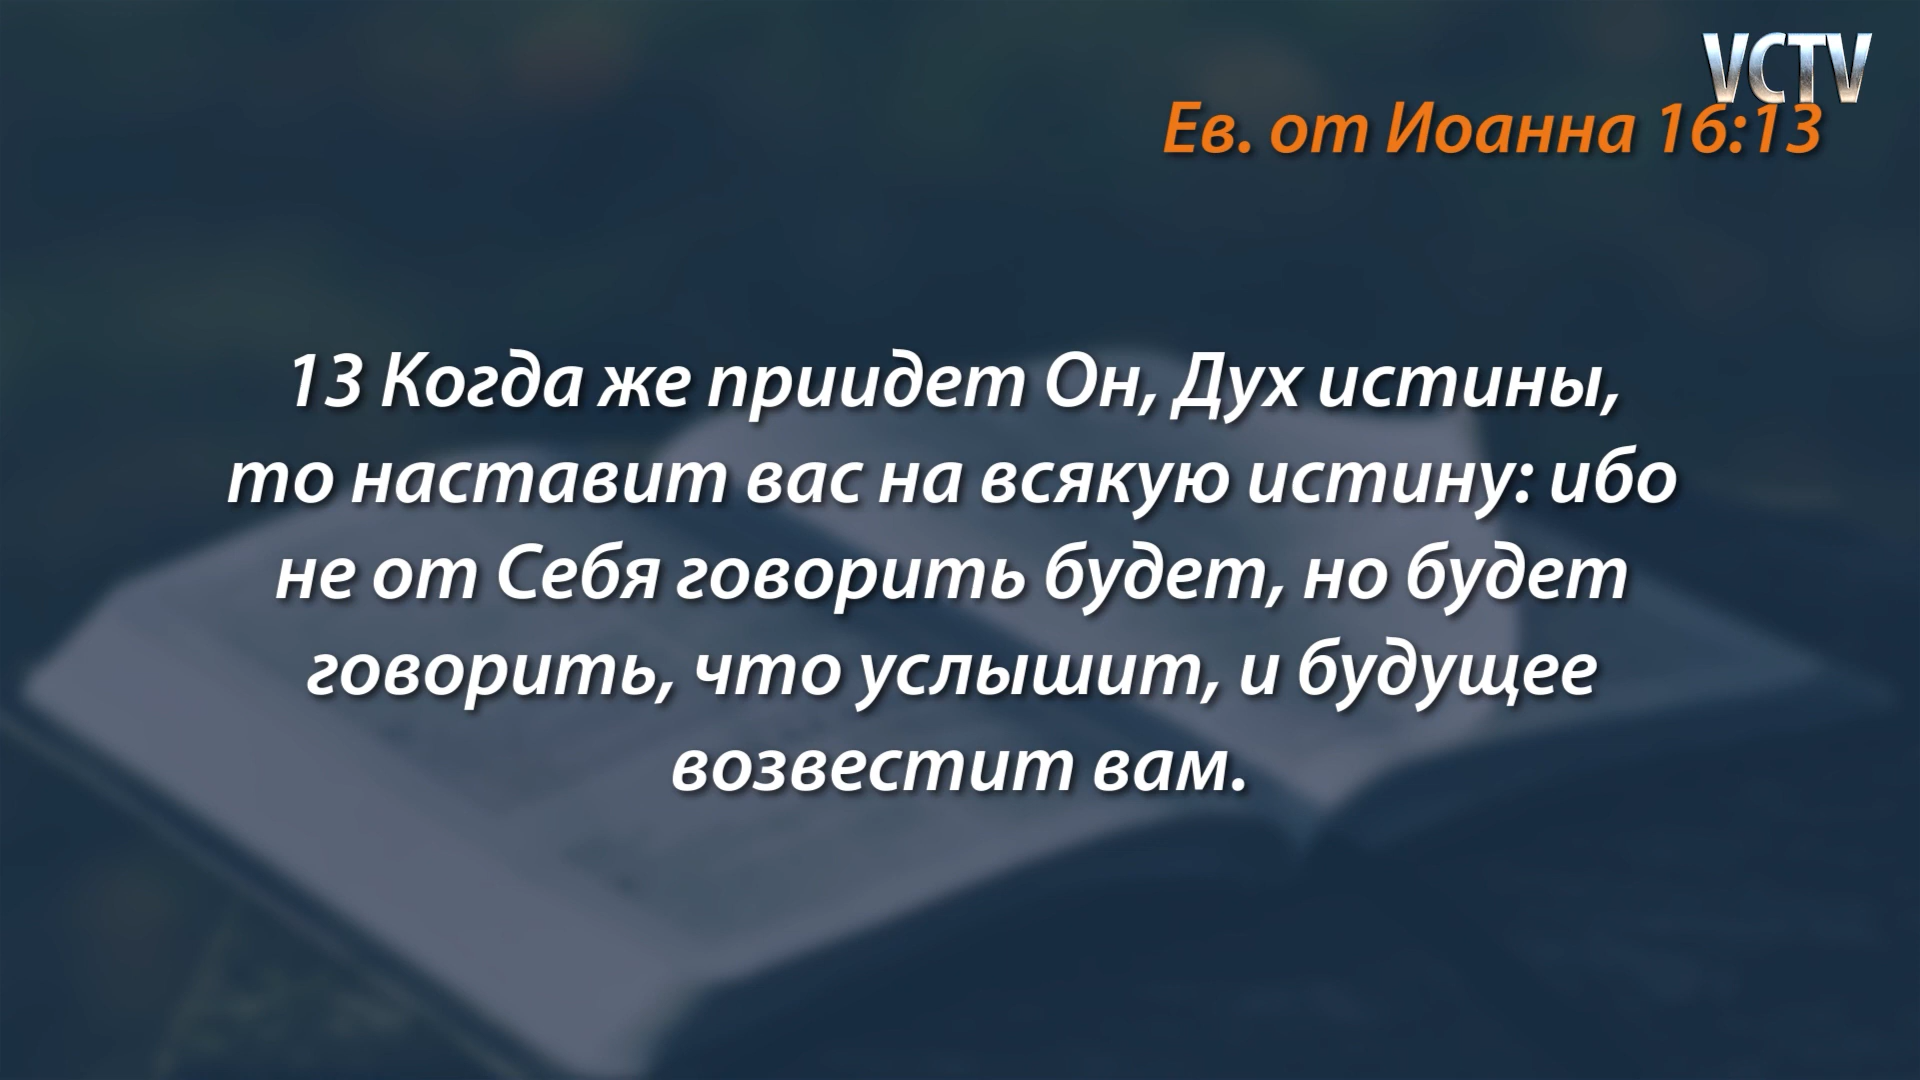 VCTV
Ев. от Иоанна 16:13
13 Когда же приидет Он, Дух истины,
то наставит вас на всякую истину: ибо
не от Себя говорить будет, но будет
говорить, что услышит, и будущее
возвестит вам.